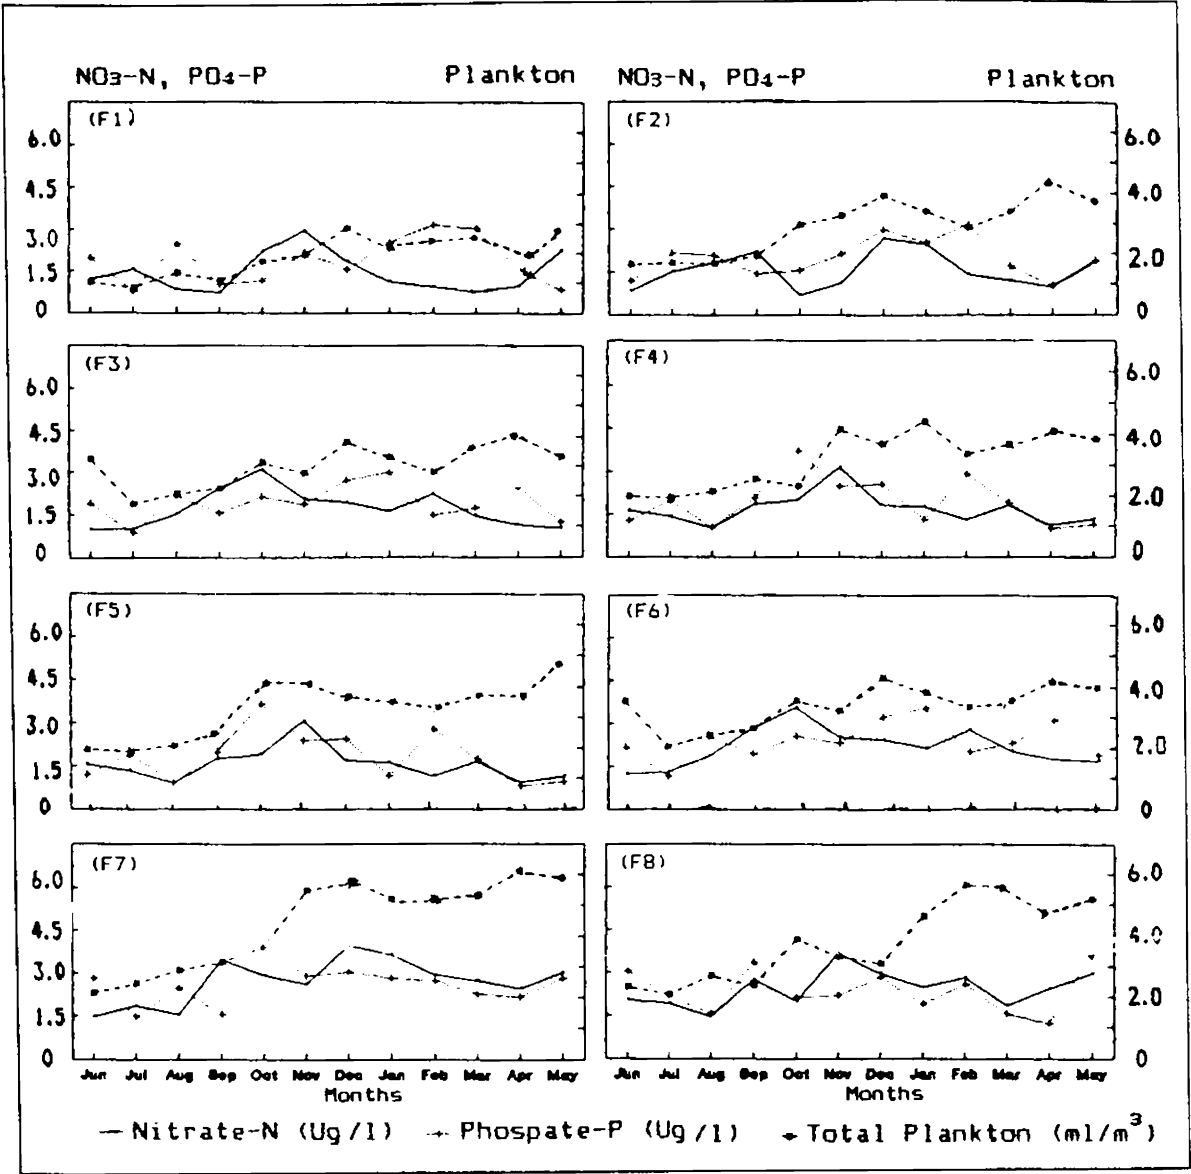 NO3-N, PO4-P Plankton NO3-N, PO4-P Plankton
(F1) (F2)
6.0 6.0
4.5 4.0
3.0
1.5 2.0
0 0
(F3) (F4)
6.0 6.0
4.5 4.0
3.0
1.5 2.0
0 0
(F5) (F6)
6.0 6.0
4.5 4.0
3.0
1.5 2.0
0 0
(F7) (F8)
6.0 6.0
4.5 4.0
3.0
1.5 2.0
0 0
Jun Jul Aug Sep Oct Nov Dec Jan Feb Mar Apr May Jun Jul Aug Sep Oct Nov Dec Jan Feb Mar Apr May
Months Months
Nitrate-N (Ug/l) Phospate-P (Ug/l) Total Plankton (ml/m³)